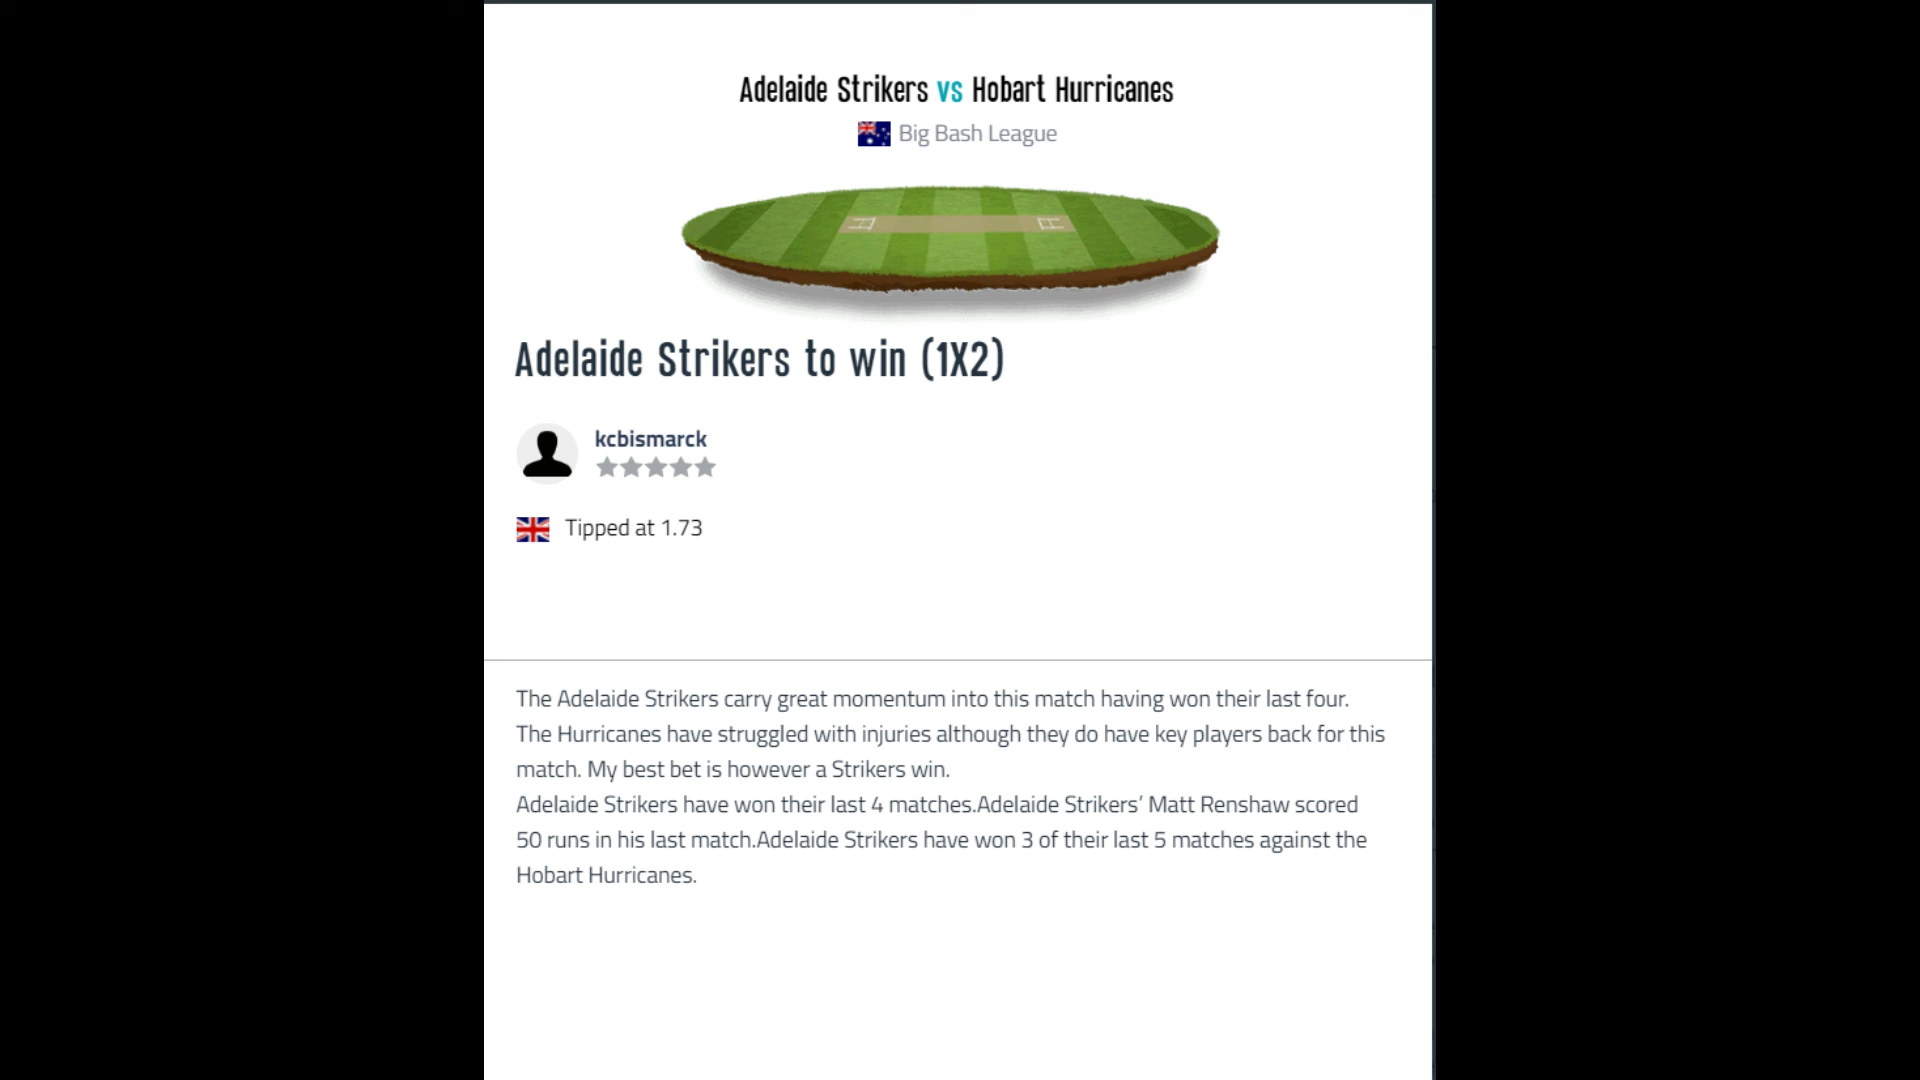 Adelaide Strikers vs Hobart Hurricanes
Big Bash League
Adelaide Strikers to win (1X2)
kcbismarck
Tipped at 1.73
The Adelaide Strikers carry great momentum into this match having won their last four.
The Hurricanes have struggled with injuries although they do have key players back for this
match. My best bet is however a Strikers win.
Adelaide Strikers have won their last 4 matches.Adelaide Strikers’ Matt Renshaw scored
50 runs in his last match.Adelaide Strikers have won 3 of their last 5 matches against the
Hobart Hurricanes.